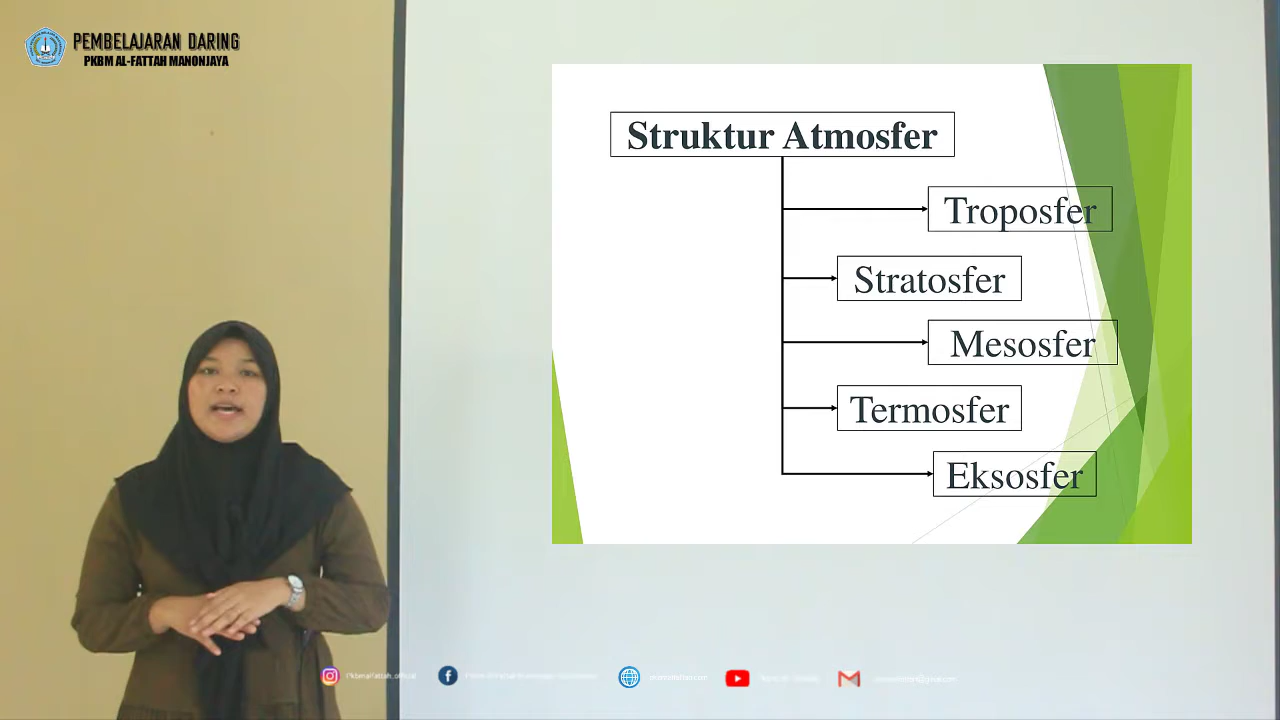 PEMBELAJARAN DARING
PKBM AL-FATTAH MANONJAYA
Struktur Atmosfer
Troposfer
Stratosfer
Mesosfer
Termosfer
Eksosfer